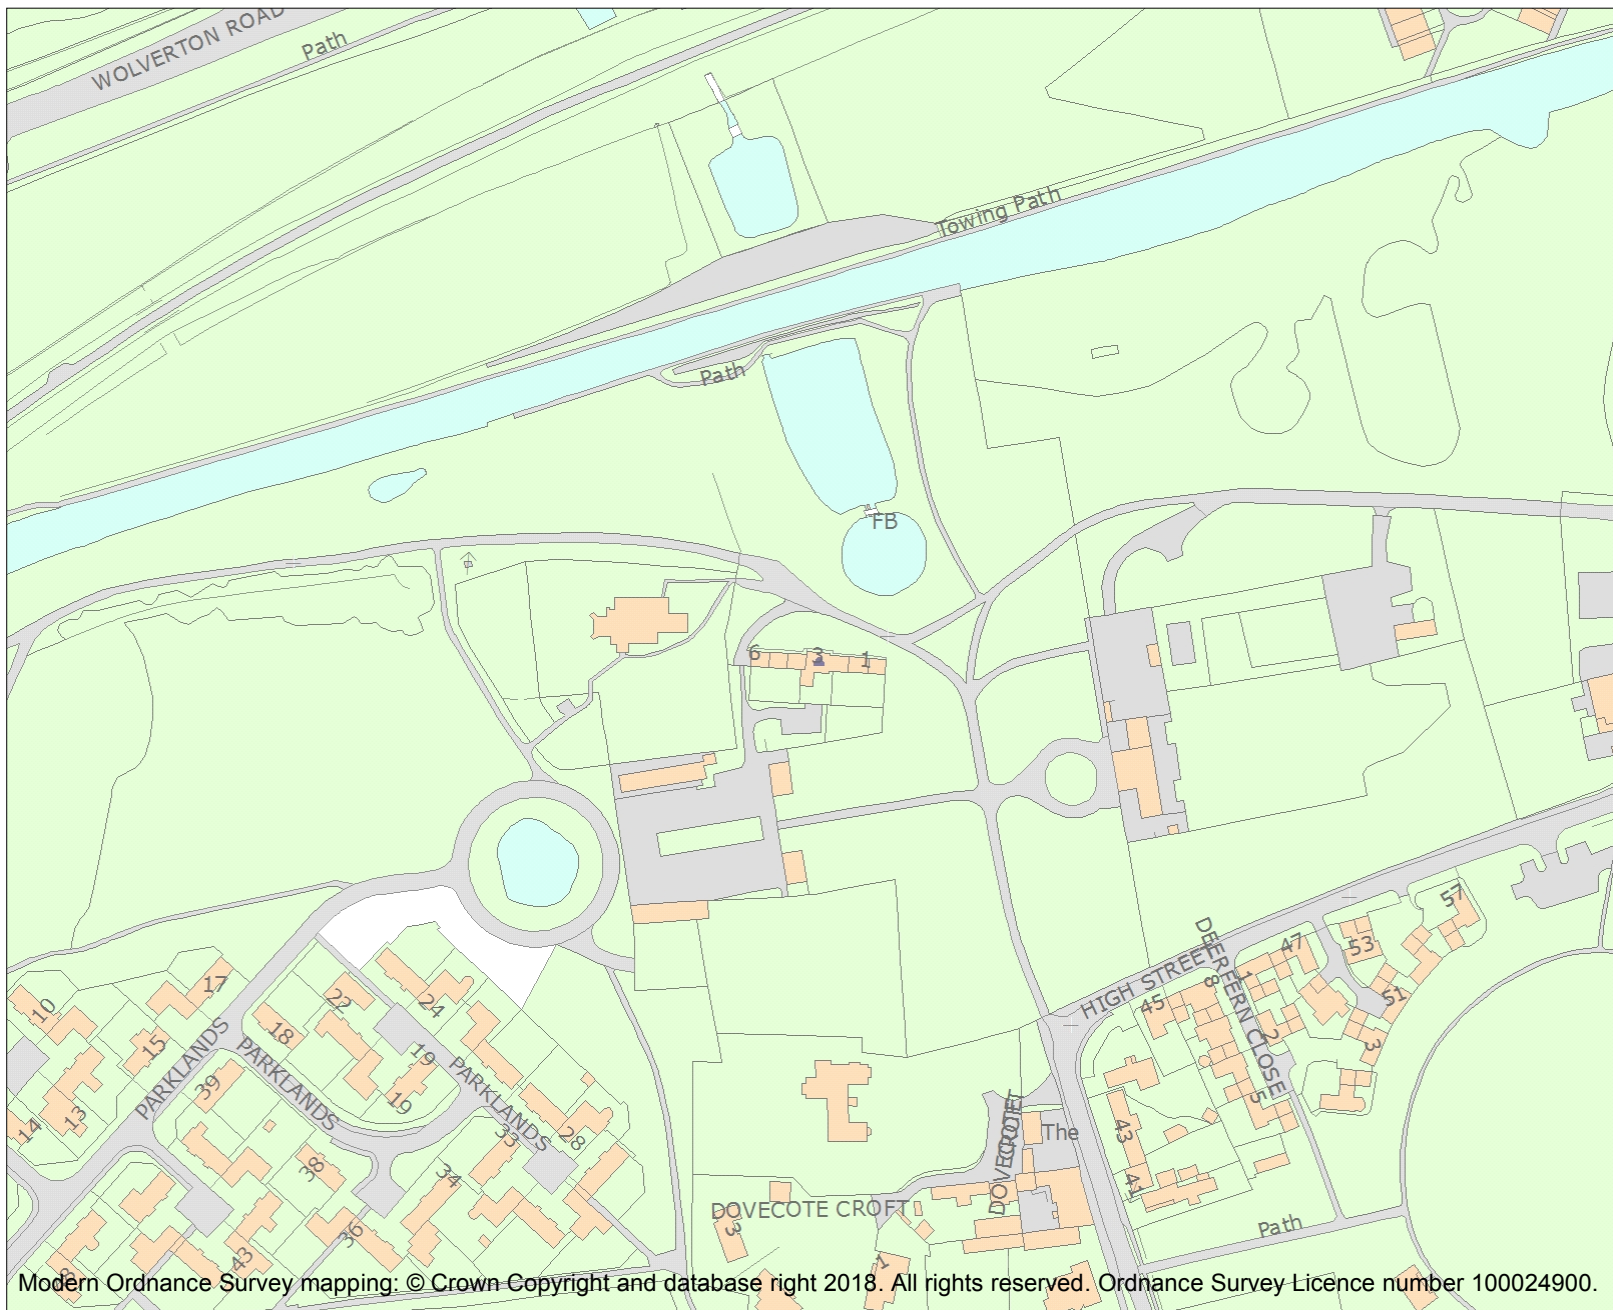 WOLVERTON ROAD
Path
Towing Path
Path
FB
6
3
1
57
HIGH STREET
DEERFERN CLOSE
47
53
1
8
45
51
2
3
5
10
17
22
24
18
15
PARKLANDS
PARKLANDS
19
PARKLANDS
39
19
13
14
33
28
38
34
36
43
8
43
41
The
DOVECOTE
CROFT
DOVECOTE CROFT
3
1
Path
Modern Ordnance Survey mapping: © Crown Copyright and database right 2018. All rights reserved. Ordnance Survey Licence number 100024900.